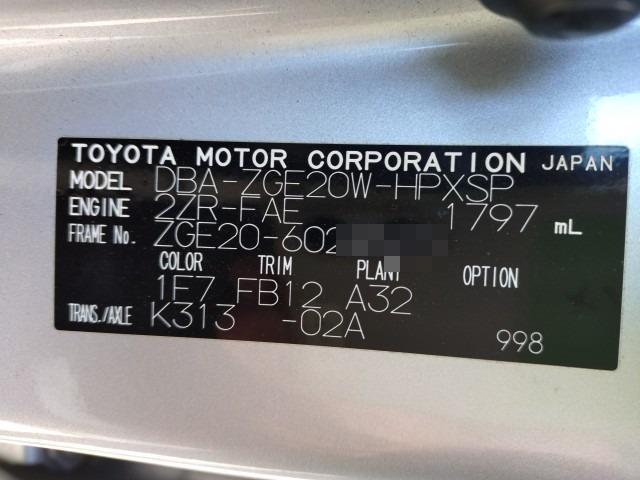 TOYOTA MOTOR CORPORATION JAPAN
MODEL DBA-ZGE20W-HPXSP
ENGINE 2ZR-FAE 1797 mL
FRAME No. ZGE20-602
COLOR TRIM PLANT OPTION
1F7 FB12 A32
TRANS./AXLE K313 -02A
998